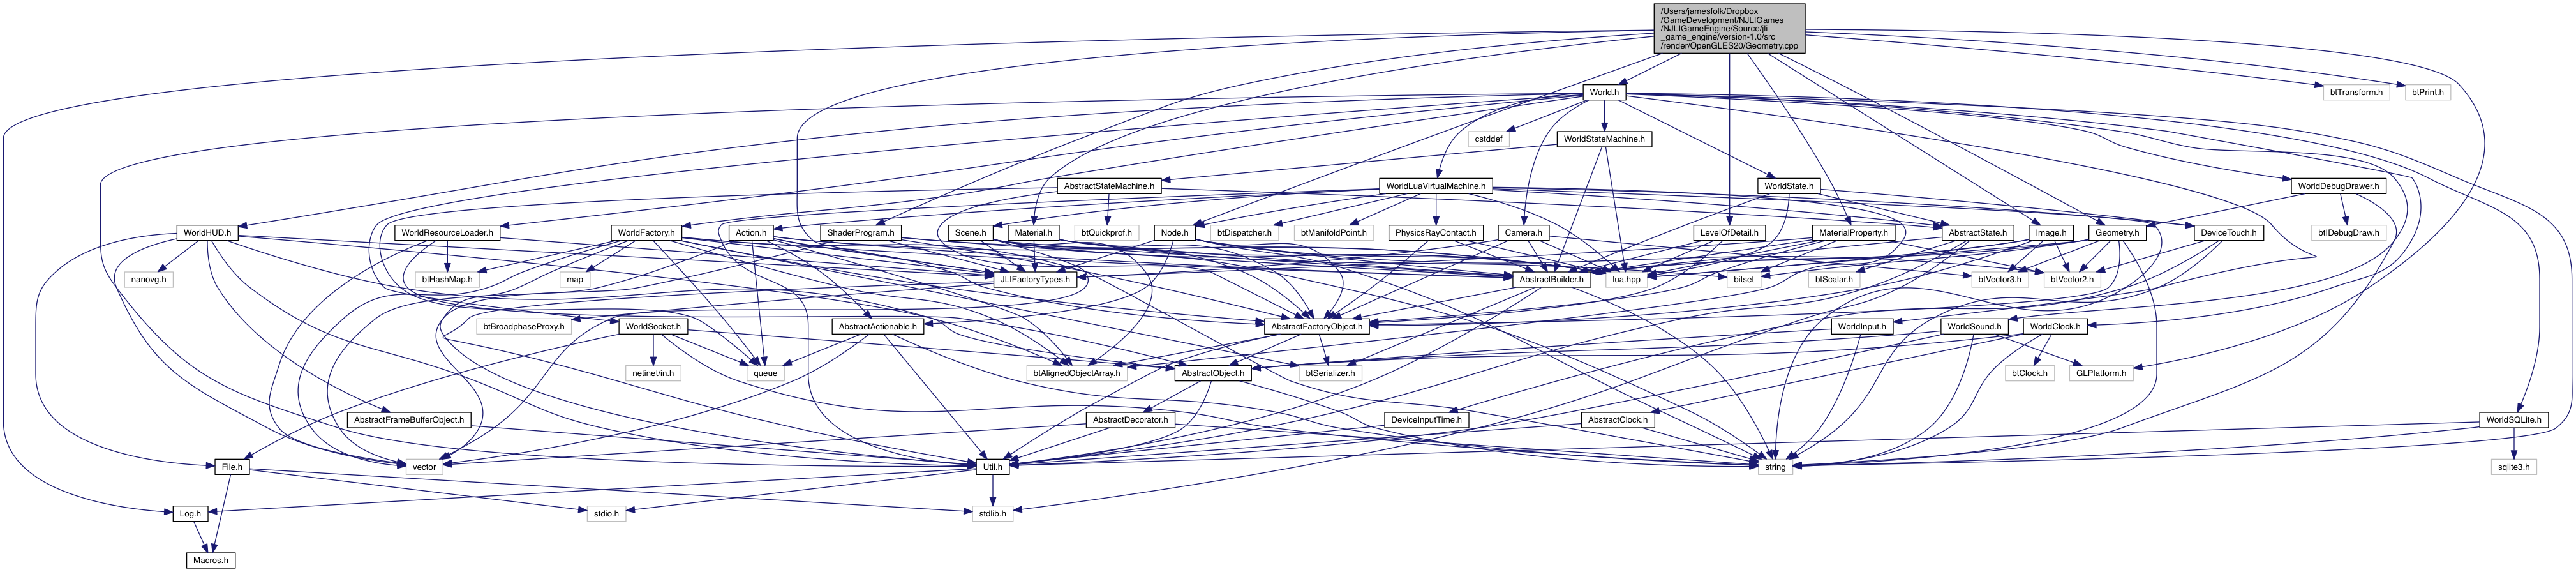 /Users/jamesfolk/Dropbox
/GameDevelopment/NJLIGames
/NJLIGameEngine/Source/jli
_game_engine/version-1.0/src
/render/OpenGLES20/Geometry.cpp
World.h
btTransform.h
btPrint.h
cstddef
WorldStateMachine.h
AbstractStateMachine.h
WorldLuaVirtualMachine.h
WorldState.h
WorldDebugDrawer.h
WorldHUD.h
WorldResourceLoader.h
WorldFactory.h
Action.h
ShaderProgram.h
Scene.h
Material.h
btQuickprof.h
Node.h
btDispatcher.h
btManifoldPoint.h
PhysicsRayContact.h
Camera.h
LevelOfDetail.h
MaterialProperty.h
AbstractState.h
Image.h
Geometry.h
DeviceTouch.h
btIDebugDraw.h
nanovg.h
btHashMap.h
map
JLIFactoryTypes.h
AbstractBuilder.h
lua.hpp
bitset
btScalar.h
btVector3.h
btVector2.h
btBroadphaseProxy.h
WorldSocket.h
AbstractActionable.h
AbstractFactoryObject.h
WorldInput.h
WorldSound.h
WorldClock.h
netinet/in.h
queue
btAlignedObjectArray.h
AbstractObject.h
btSerializer.h
btClock.h
GLPlatform.h
AbstractFrameBufferObject.h
AbstractDecorator.h
DeviceInputTime.h
AbstractClock.h
WorldSQLite.h
File.h
vector
Util.h
string
sqlite3.h
Log.h
stdio.h
stdlib.h
Macros.h